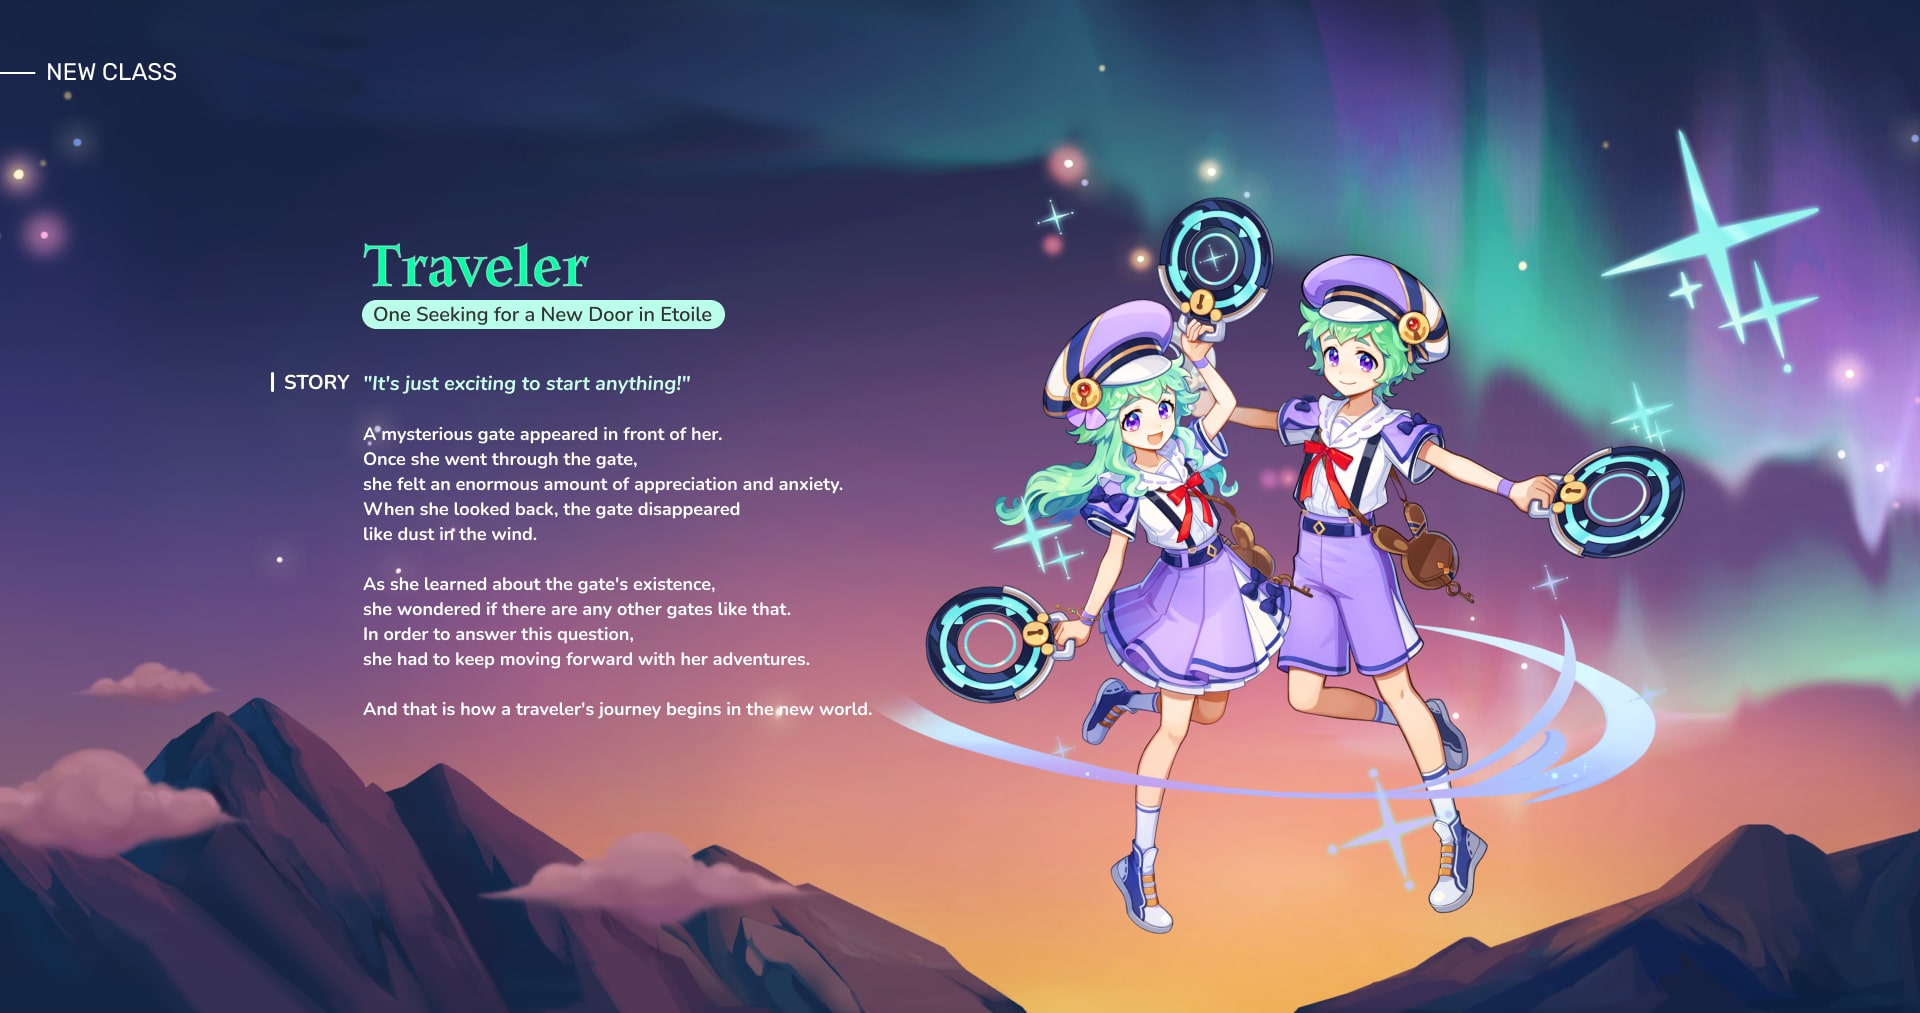 NEW CLASS
Traveler
One Seeking for a New Door in Etoile
STORY
"It's just exciting to start anything!"
A mysterious gate appeared in front of her.
Once she went through the gate,
she felt an enormous amount of appreciation and anxiety.
When she looked back, the gate disappeared
like dust in the wind.
As she learned about the gate's existence,
she wondered if there are any other gates like that.
In order to answer this question,
she had to keep moving forward with her adventures.
And that is how a traveler's journey begins in the new world.